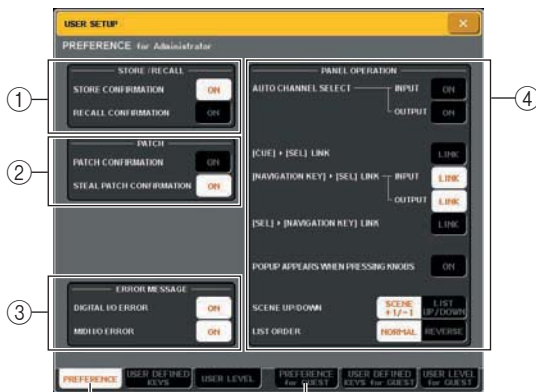 USER SETUP
PREFERENCE for Administrator
STORE/RECALL
STORE CONFIRMATION ON
RECALL CONFIRMATION ON
PATCH
PATCH CONFIRMATION ON
STEAL PATCH CONFIRMATION ON
ERROR MESSAGE
DIGITAL I/O ERROR ON
MIDI I/O ERROR ON
PANEL OPERATION
AUTO CHANNEL SELECT INPUT ON
OUTPUT ON
[CUE] ▸ [SEL] LINK LINK
[NAVIGATION KEY] ▸ [SEL] LINK INPUT LINK
OUTPUT LINK
[SEL] ▸ [NAVIGATION KEY] LINK LINK
POPUP APPEARS WHEN PRESSING KNOBS ON
SCENE UP/DOWN SCENE +1/-1 LIST UP/DOWN
LIST ORDER NORMAL REVERSE
PREFERENCE
USER DEFINED KEYS
USER LEVEL
PREFERENCE for GUEST
USER DEFINED KEYS for GUEST
USER LEVEL for GUEST
①
②
③
④